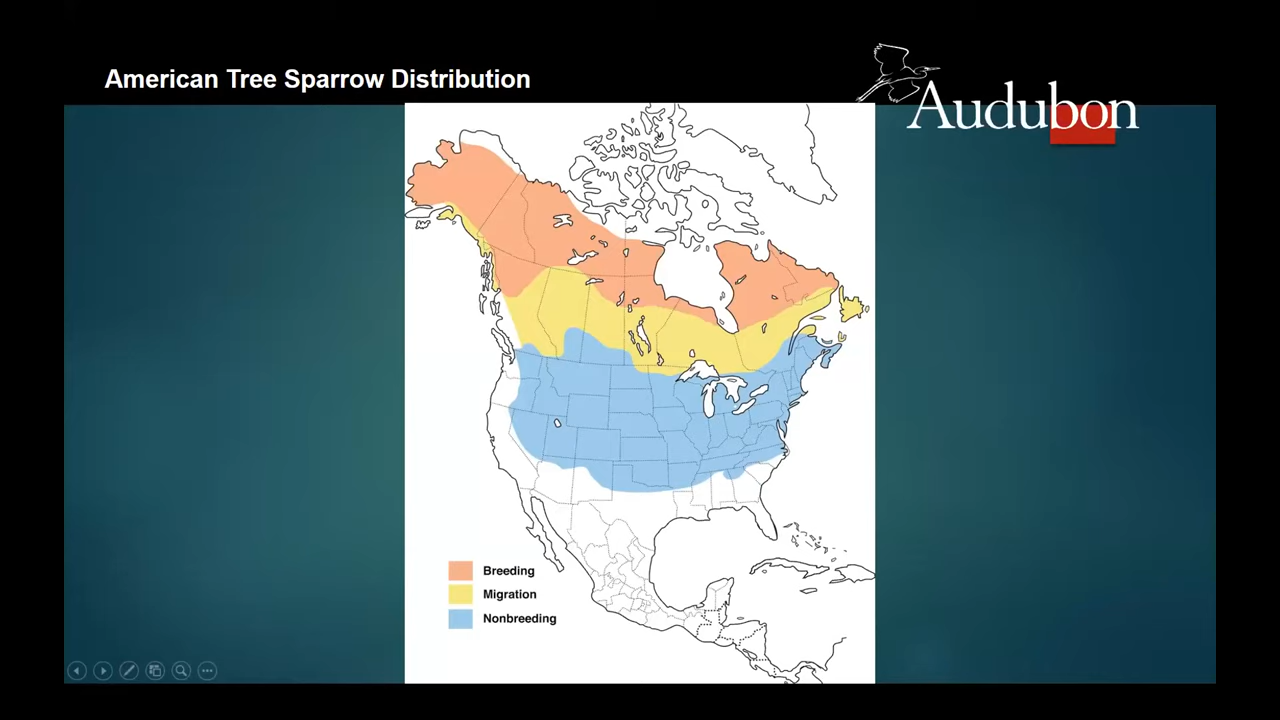 American Tree Sparrow Distribution
Audubon
Breeding
Migration
Nonbreeding